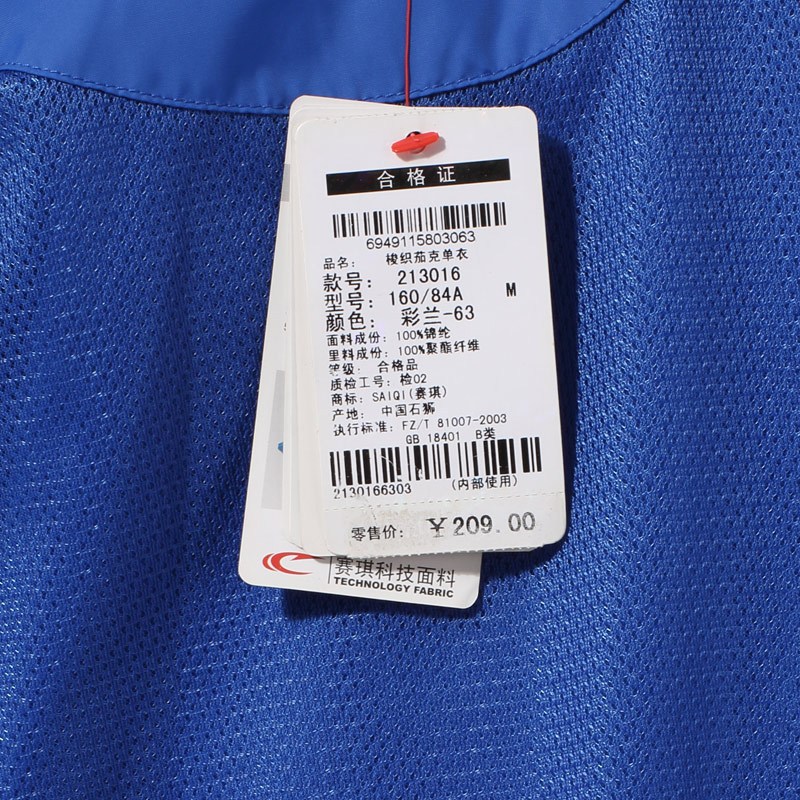 合格证
6949115803063
品名: 梭织茄克单衣
款号: 213016
型号: 160/84A M
颜色: 彩兰-63
面料成份: 100%锦纶
里料成份: 100%聚酯纤维
等级: 合格品
质检工号: 检02
商标: SAIQI(赛琪)
产地: 中国石狮
执行标准: FZ/T 81007-2003
GB 18401 B类
2130166303 (内部使用)
零售价: ¥209.00
赛琪科技面料
TECHNOLOGY FABRIC